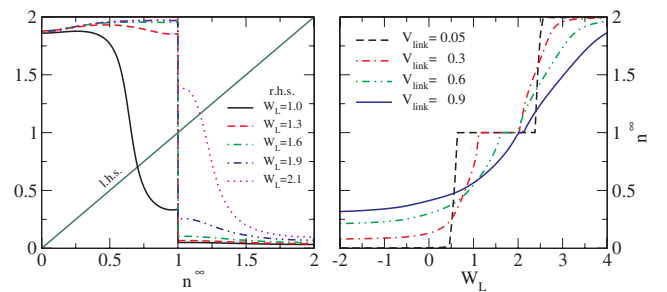 2
1.5
1
0.5
0
0 0.5 1 1.5 2
n∞
l.h.s.
r.h.s.
W_L=1.0
W_L=1.3
W_L=1.6
W_L=1.9
W_L=2.1
V_link= 0.05
V_link= 0.3
V_link= 0.6
V_link= 0.9
2
1.5
1
0.5
0
n∞
-2 -1 0 1 2 3 4
W_L